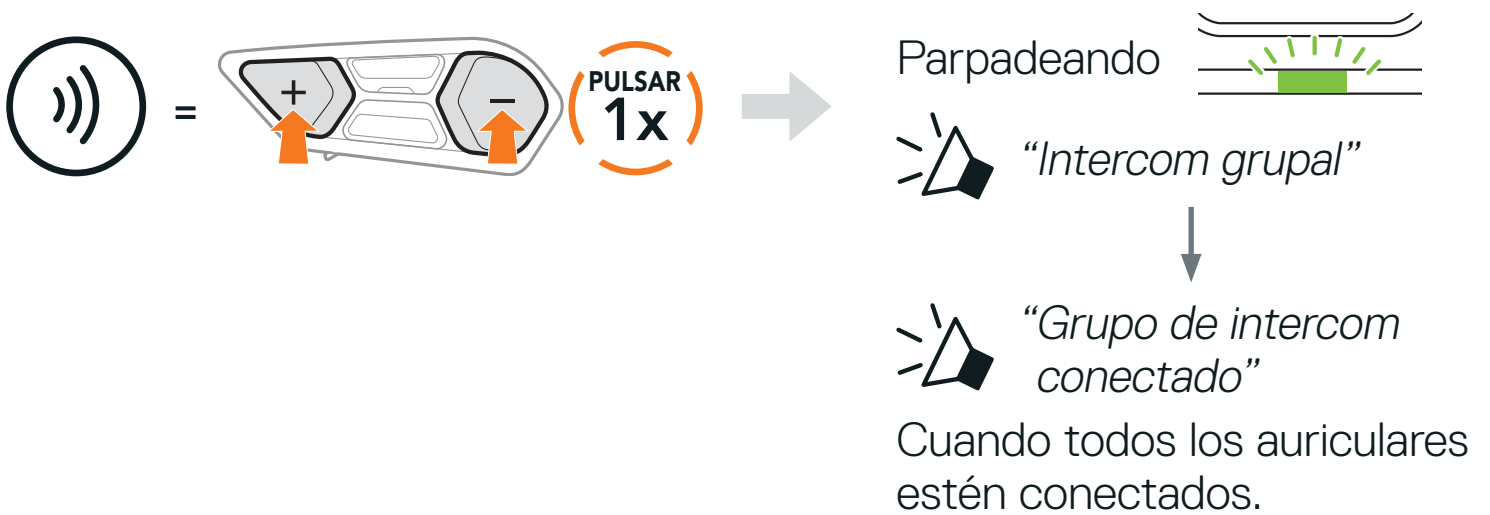 =
+
–
PULSAR
1x
Parpadeando
“Intercom grupal”
“Grupo de intercom
conectado”
Cuando todos los auriculares
estén conectados.